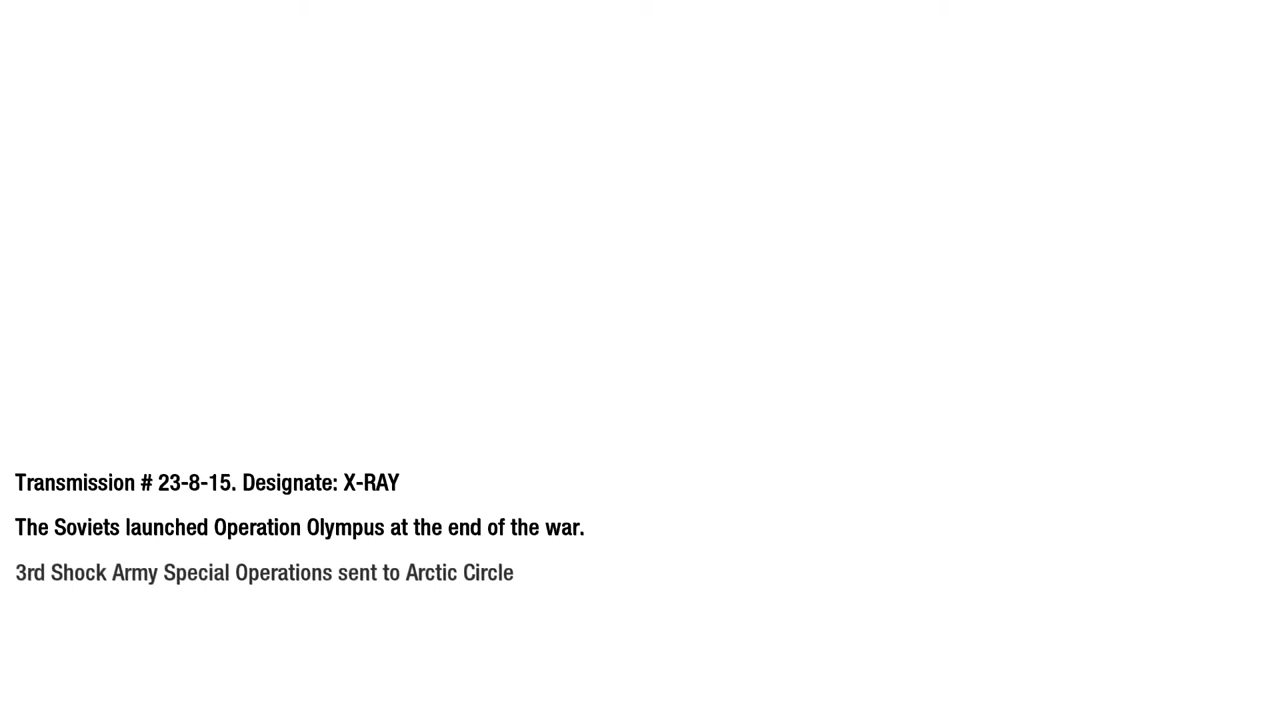 Transmission # 23-8-15. Designate: X-RAY
The Soviets launched Operation Olympus at the end of the war.
3rd Shock Army Special Operations sent to Arctic Circle